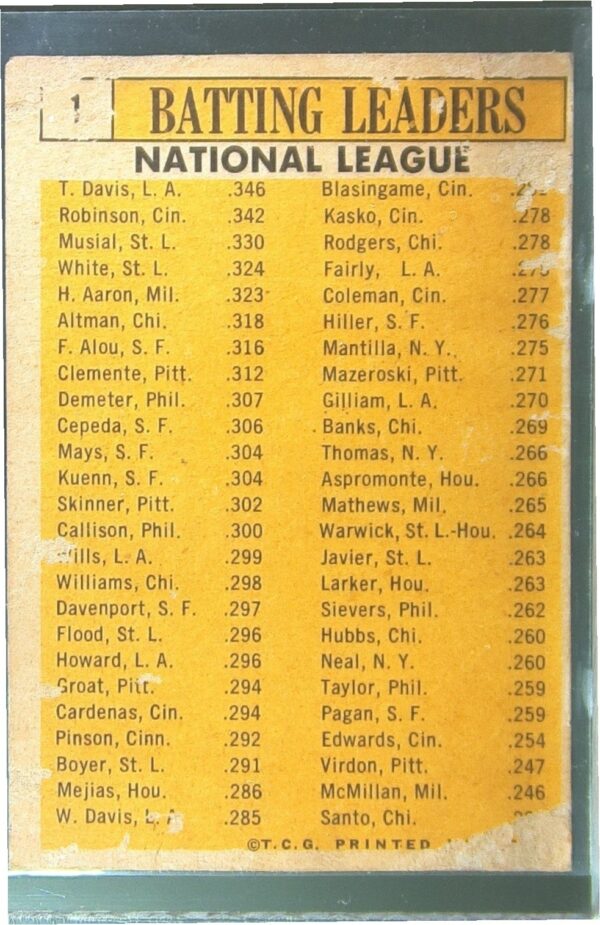 1
BATTING LEADERS
NATIONAL LEAGUE
T. Davis, L. A. .346
Robinson, Cin. .342
Musial, St. L. .330
White, St. L. .324
H. Aaron, Mil. .323
Altman, Chi. .318
F. Alou, S. F. .316
Clemente, Pitt. .312
Demeter, Phil. .307
Cepeda, S. F. .306
Mays, S. F. .304
Kuenn, S. F. .304
Skinner, Pitt. .302
Callison, Phil. .300
Wills, L. A. .299
Williams, Chi. .298
Davenport, S. F. .297
Flood, St. L. .296
Howard, L. A. .296
Groat, Pitt. .294
Cardenas, Cin. .294
Pinson, Cinn. .292
Boyer, St. L. .291
Mejias, Hou. .286
W. Davis, L. A. .285
Blasingame, Cin.
Kasko, Cin. .278
Rodgers, Chi. .278
Fairly, L. A.
Coleman, Cin. .277
Hiller, S. F. .276
Mantilla, N. Y. .275
Mazeroski, Pitt. .271
Gilliam, L. A. .270
Banks, Chi. .269
Thomas, N. Y. .266
Aspromonte, Hou. .266
Mathews, Mil. .265
Warwick, St. L.-Hou. .264
Javier, St. L. .263
Larker, Hou. .263
Sievers, Phil. .262
Hubbs, Chi. .260
Neal, N. Y. .260
Taylor, Phil. .259
Pagan, S. F. .259
Edwards, Cin. .254
Virdon, Pitt. .247
McMillan, Mil. .246
Santo, Chi.
©T.C.G. PRINTED